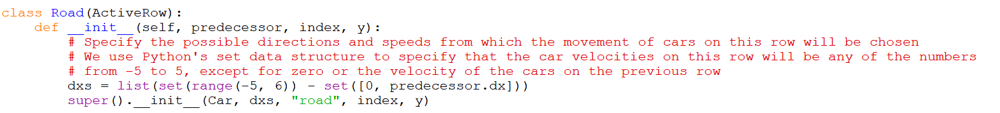 class Road(ActiveRow):
    def __init__(self, predecessor, index, y):
        # Specify the possible directions and speeds from which the movement of cars on this row will be chosen
        # We use Python's set data structure to specify that the car velocities on this row will be any of the numbers
        # from -5 to 5, except for zero or the velocity of the cars on the previous row
        dxs = list(set(range(-5, 6)) - set([0, predecessor.dx]))
        super().__init__(Car, dxs, "road", index, y)